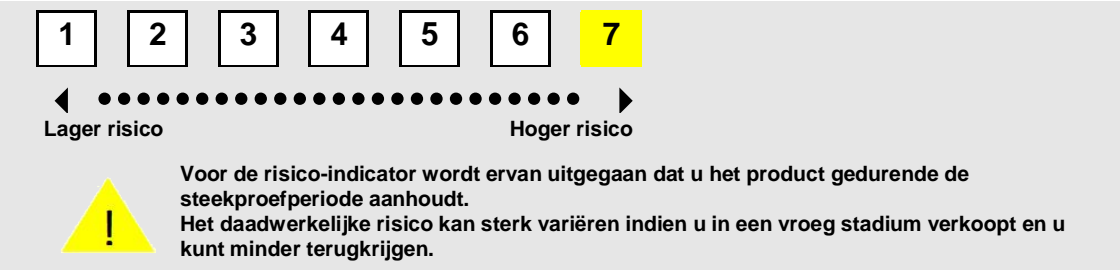 1 2 3 4 5 6 7
Lager risico Hoger risico
!
Voor de risico-indicator wordt ervan uitgegaan dat u het product gedurende de
steekproefperiode aanhoudt.
Het daadwerkelijke risico kan sterk variëren indien u in een vroeg stadium verkoopt en u
kunt minder terugkrijgen.